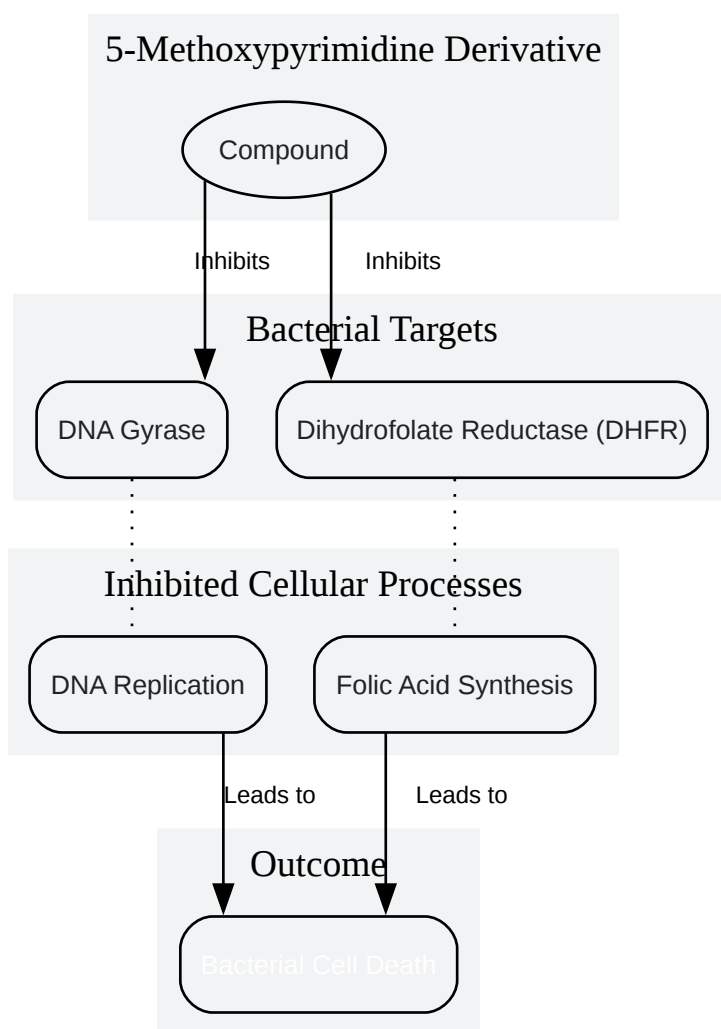 5-Methoxypyrimidine Derivative
Compound
Inhibits
Inhibits
Bacterial Targets
DNA Gyrase
Dihydrofolate Reductase (DHFR)
Inhibited Cellular Processes
DNA Replication
Folic Acid Synthesis
Leads to
Leads to
Outcome
Bacterial Cell Death